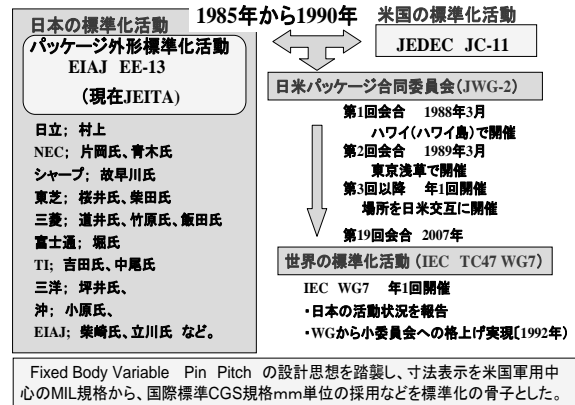 1985年から1990年
日本の標準化活動
パッケージ外形標準化活動
EIAJ EE-13
(現在JEITA)
日立; 村上
NEC; 片岡氏、青木氏
シャープ; 故早川氏
東芝; 桜井氏、柴田氏
三菱; 道井氏、竹原氏、飯田氏
富士通; 堀氏
TI; 吉田氏、中尾氏
三洋; 坪井氏、
沖; 小原氏、
EIAJ; 柴崎氏、立川氏 など。
米国の標準化活動
JEDEC JC-11
日米パッケージ合同委員会(JWG-2)
第1回会合 1988年3月
ハワイ(ハワイ島)で開催
第2回会合 1989年3月
東京浅草で開催
第3回以降 年1回開催
場所を日米交互に開催
第19回会合 2007年
世界の標準化活動 (IEC TC47 WG7)
IEC WG7 年1回開催
・日本の活動状況を報告
・WGから小委員会への格上げ実現〔1992年)
Fixed Body Variable Pin Pitch の設計思想を踏襲し、寸法表示を米国軍用中
心のMIL規格から、国際標準CGS規格mm単位の採用などを標準化の骨子とした。